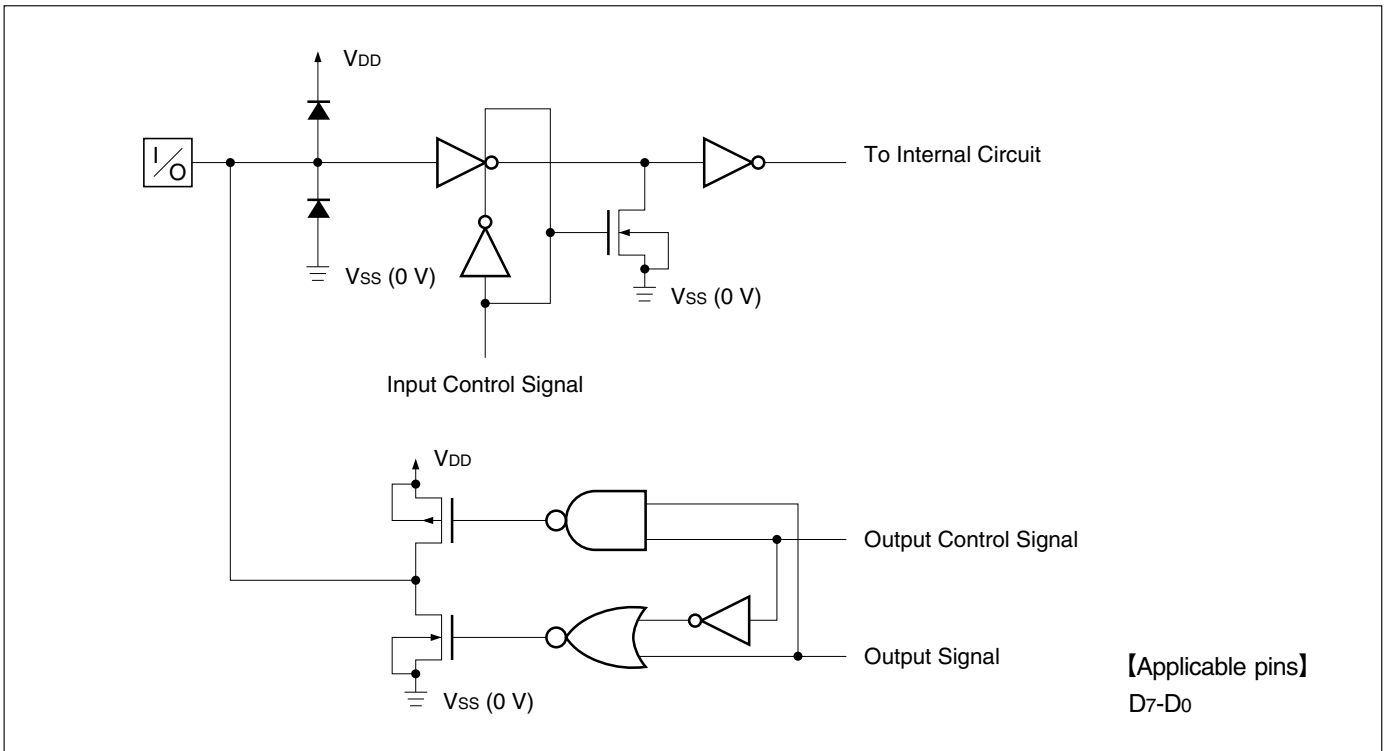 VDD
I/O
To Internal Circuit
VSS (0 V)
VSS (0 V)
Input Control Signal
VDD
Output Control Signal
Output Signal
VSS (0 V)
【Applicable pins】
D7-D0